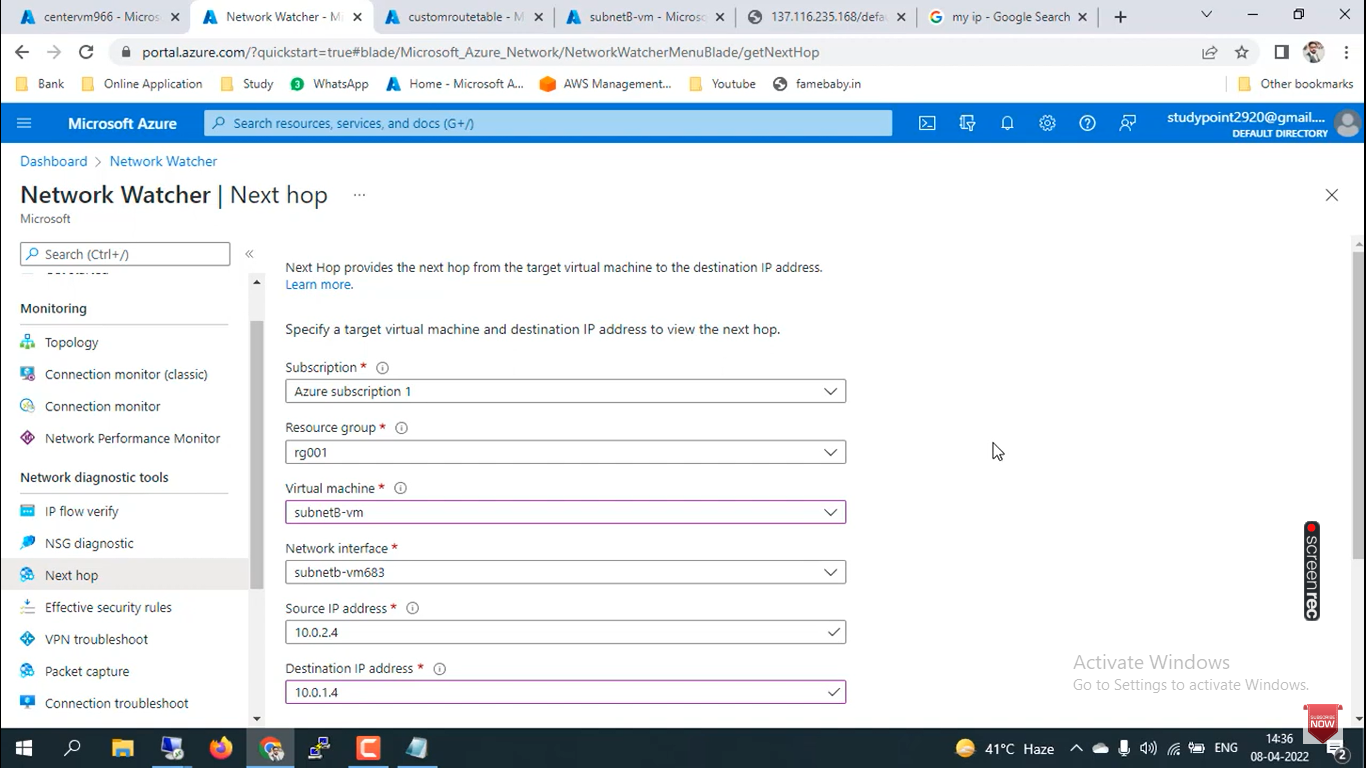 centervm966 - Micros
Network Watcher - Mi
customroutetable - M
subnetB-vm - Microso
137.116.235.168/defau
my ip - Google Search
portal.azure.com/?quickstart=true#blade/Microsoft_Azure_Network/NetworkWatcherMenuBlade/getNextHop
Bank
Online Application
Study
3
WhatsApp
Home - Microsoft A...
AWS Management...
Youtube
famebaby.in
Other bookmarks
Microsoft Azure
Search resources, services, and docs (G+/)
studypoint2920@gmail....
DEFAULT DIRECTORY
Dashboard > Network Watcher
Network Watcher | Next hop ...
Microsoft
Search (Ctrl+/)
«
Monitoring
Topology
Connection monitor (classic)
Connection monitor
Network Performance Monitor
Network diagnostic tools
IP flow verify
NSG diagnostic
Next hop
Effective security rules
VPN troubleshoot
Packet capture
Connection troubleshoot
Next Hop provides the next hop from the target virtual machine to the destination IP address.
Learn more.
Specify a target virtual machine and destination IP address to view the next hop.
Subscription *
Azure subscription 1
Resource group *
rg001
Virtual machine *
subnetB-vm
Network interface *
subnetb-vm683
Source IP address *
10.0.2.4
Destination IP address *
10.0.1.4
screenrec
Activate Windows
Go to Settings to activate Windows.
SUBSCRIBE
NOW
41°C Haze
ENG
14:36
08-04-2022
2